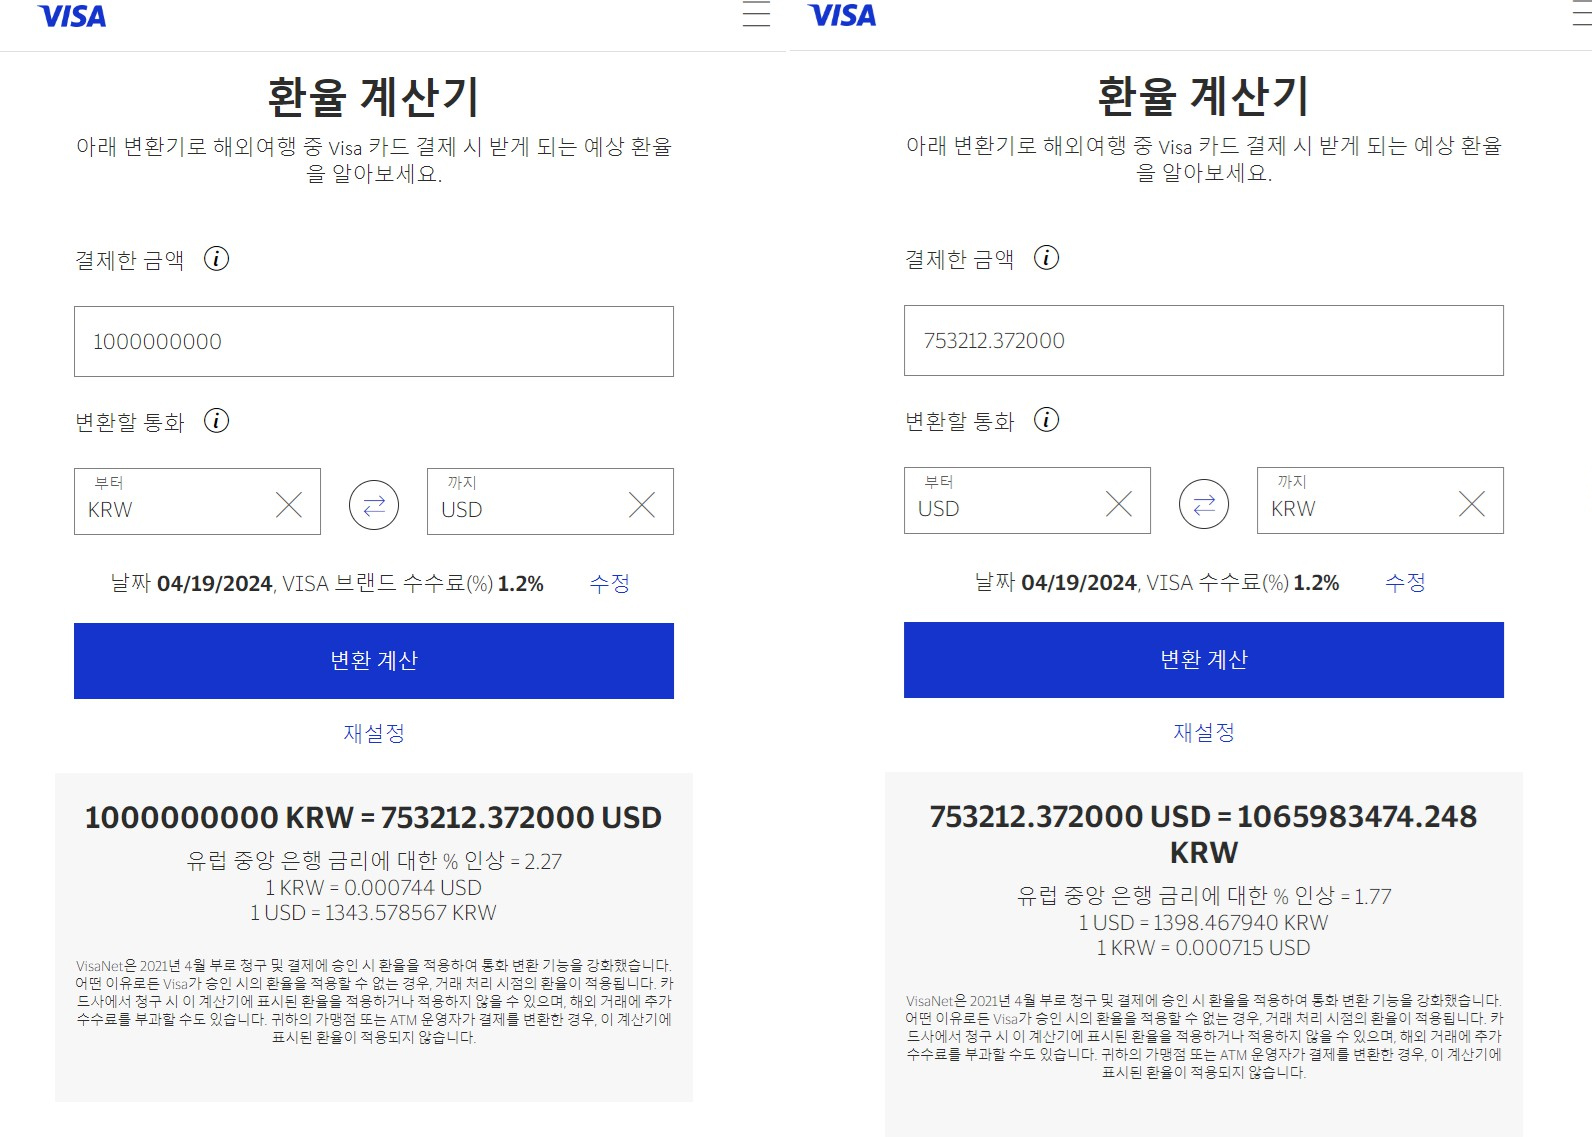 VISA
환율 계산기
아래 변환기로 해외여행 중 Visa 카드 결제 시 받게 되는 예상 환율
을 알아보세요.
결제한 금액 i
1000000000
변환할 통화 i
부터
KRW
까지
USD
날짜 04/19/2024, VISA 브랜드 수수료(%) 1.2% 수정
변환 계산
재설정
1000000000 KRW = 753212.372000 USD
유럽 중앙 은행 금리에 대한 % 인상 = 2.27
1 KRW = 0.000744 USD
1 USD = 1343.578567 KRW
VisaNet은 2021년 4월 부로 청구 및 결제에 승인 시 환율을 적용하여 통화 변환 기능을 강화했습니다.
어떤 이유로든 Visa가 승인 시의 환율을 적용할 수 없는 경우, 거래 처리 시점의 환율이 적용됩니다. 카
드사에서 청구 시 이 계산기에 표시된 환율을 적용하거나 적용하지 않을 수 있으며, 해외 거래에 추가
수수료를 부과할 수도 있습니다. 귀하의 가맹점 또는 ATM 운영자가 결제를 변환한 경우, 이 계산기에
표시된 환율이 적용되지 않습니다.
VISA
환율 계산기
아래 변환기로 해외여행 중 Visa 카드 결제 시 받게 되는 예상 환율
을 알아보세요.
결제한 금액 i
753212.372000
변환할 통화 i
부터
USD
까지
KRW
날짜 04/19/2024, VISA 수수료(%) 1.2% 수정
변환 계산
재설정
753212.372000 USD = 1065983474.248
KRW
유럽 중앙 은행 금리에 대한 % 인상 = 1.77
1 USD = 1398.467940 KRW
1 KRW = 0.000715 USD
VisaNet은 2021년 4월 부로 청구 및 결제에 승인 시 환율을 적용하여 통화 변환 기능을 강화했습니다.
어떤 이유로든 Visa가 승인 시의 환율을 적용할 수 없는 경우, 거래 처리 시점의 환율이 적용됩니다. 카
드사에서 청구 시 이 계산기에 표시된 환율을 적용하거나 적용하지 않을 수 있으며, 해외 거래에 추가
수수료를 부과할 수도 있습니다. 귀하의 가맹점 또는 ATM 운영자가 결제를 변환한 경우, 이 계산기에
표시된 환율이 적용되지 않습니다.